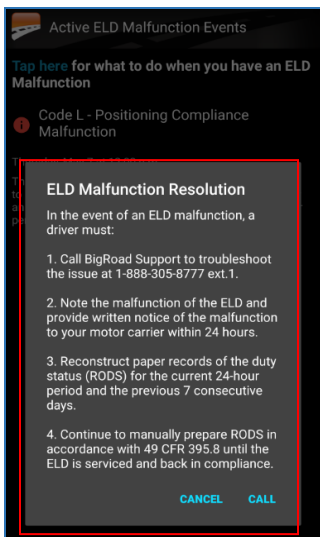 Active ELD Malfunction Events
Tap here for what to do when you have an ELD
Malfunction
Code L - Positioning Compliance
Malfunction
ELD Malfunction Resolution
In the event of an ELD malfunction, a
driver must:
1. Call BigRoad Support to troubleshoot
the issue at 1-888-305-8777 ext.1.
2. Note the malfunction of the ELD and
provide written notice of the malfunction
to your motor carrier within 24 hours.
3. Reconstruct paper records of the duty
status (RODS) for the current 24-hour
period and the previous 7 consecutive
days.
4. Continue to manually prepare RODS in
accordance with 49 CFR 395.8 until the
ELD is serviced and back in compliance.
CANCEL CALL